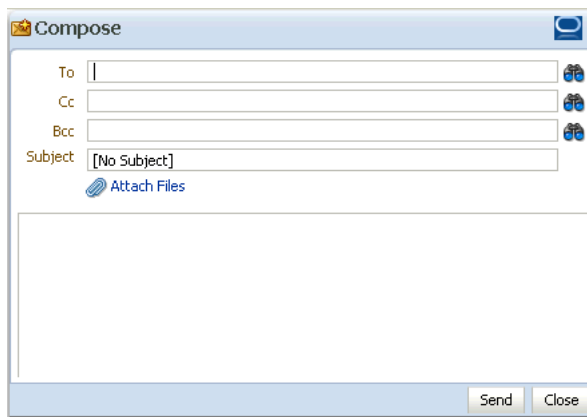 Compose
To
Cc
Bcc
Subject [No Subject]
Attach Files
Send Close